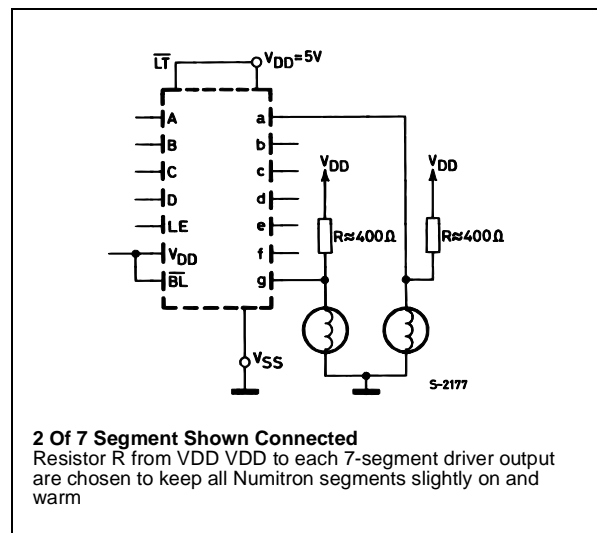 LT VDD=5V
A a
B b
C c VDD VDD
D d
LE e R≈400Ω R≈400Ω
VDD f
BL g
VSS
S-2177
2 Of 7 Segment Shown Connected
Resistor R from VDD VDD to each 7-segment driver output
are chosen to keep all Numitron segments slightly on and
warm